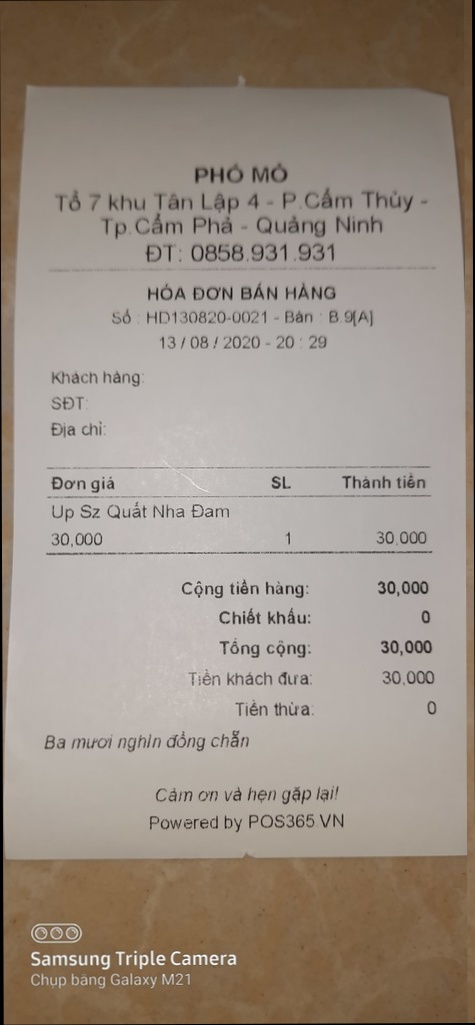 PHỐ MỎ
Tổ 7 khu Tân Lập 4 - P.Cẩm Thủy -
Tp.Cẩm Phả - Quảng Ninh
ĐT: 0858.931.931
HÓA ĐƠN BÁN HÀNG
Số : HD130820-0021 - Bàn : B.9[A]
13 / 08 / 2020 - 20 : 29
Khách hàng:
SĐT:
Địa chỉ:
Đơn giá SL Thành tiền
Up Sz Quất Nha Đam
30,000 1 30,000
Cộng tiền hàng: 30,000
Chiết khấu: 0
Tổng cộng: 30,000
Tiền khách đưa: 30,000
Tiền thừa: 0
Ba mươi nghìn đồng chẵn
Cảm ơn và hẹn gặp lại!
Powered by POS365.VN
Samsung Triple Camera
Chụp bằng Galaxy M21